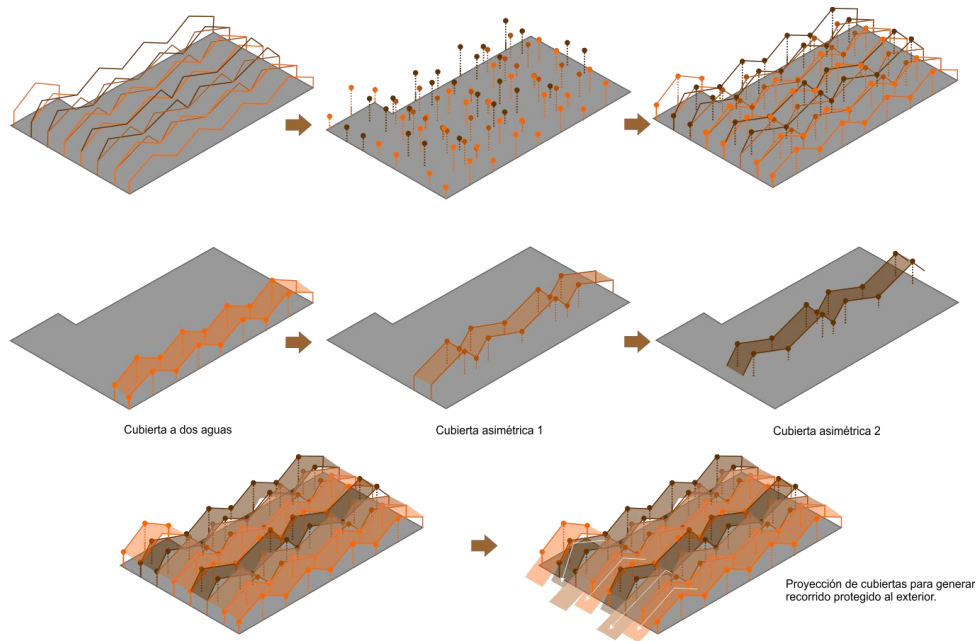 Cubierta a dos aguas
Cubierta asimétrica 1
Cubierta asimétrica 2
Proyección de cubiertas para generar
recorrido protegido al exterior.